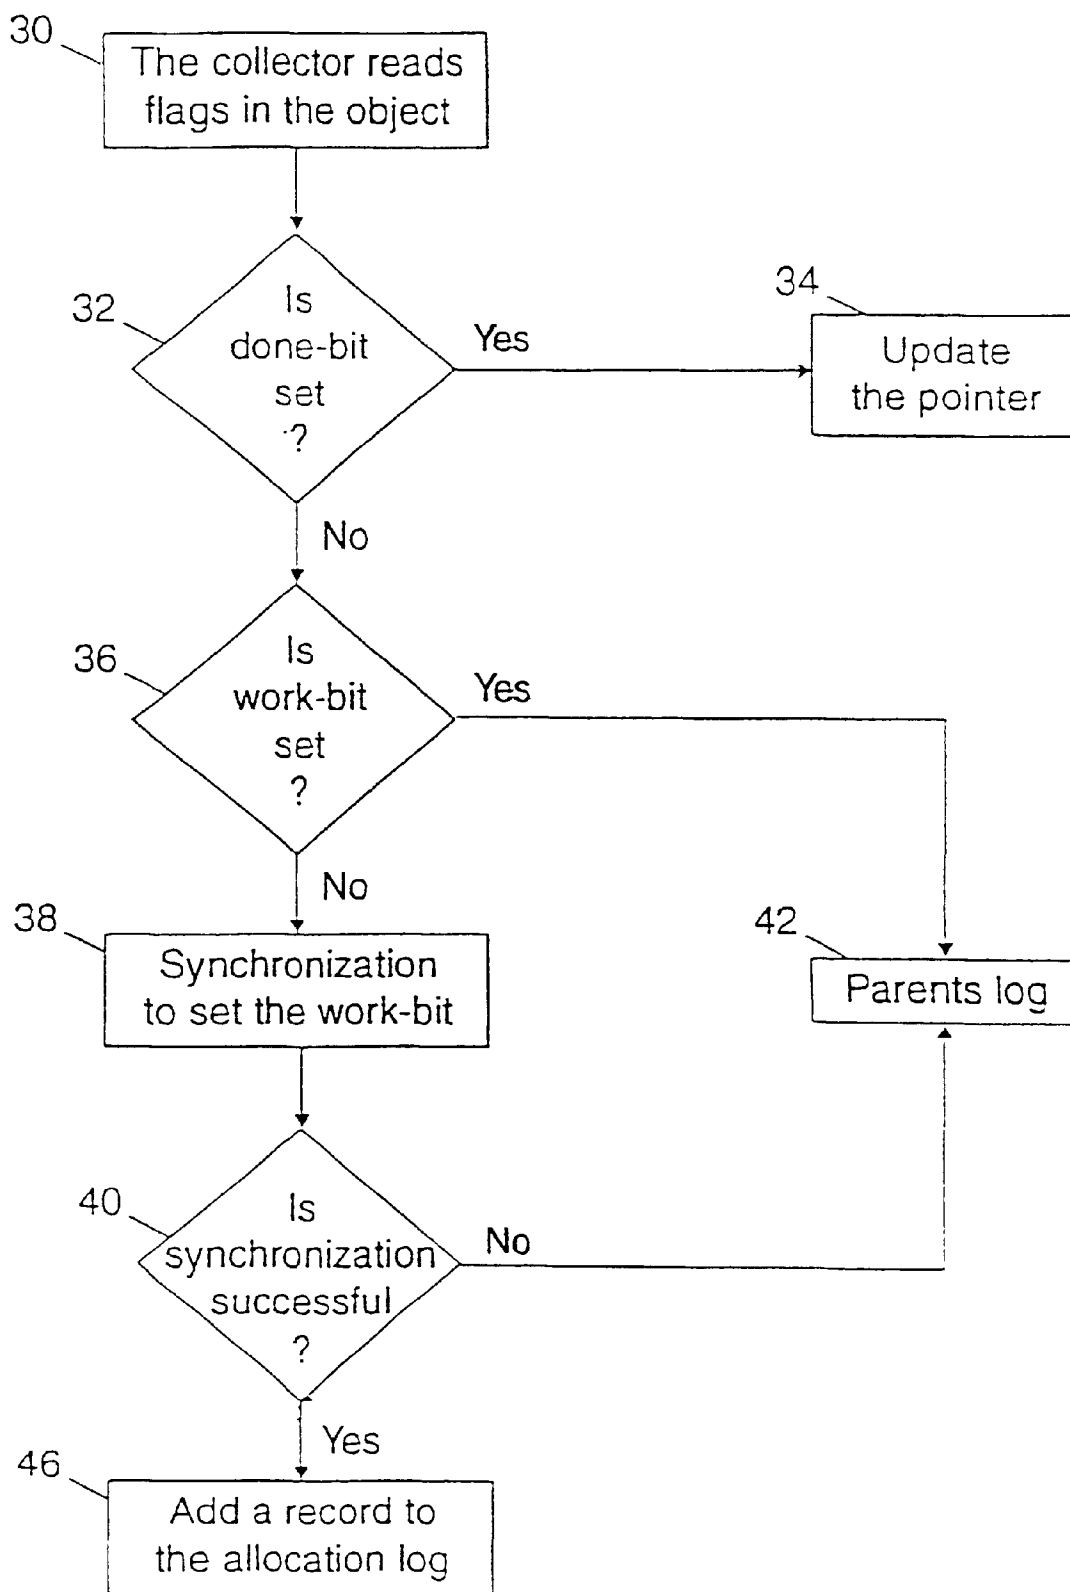 30
The collector reads
flags in the object
32
Is
done-bit
set
?
Yes
34
Update
the pointer
No
36
Is
work-bit
set
?
Yes
No
38
Synchronization
to set the work-bit
42
Parents log
40
Is
synchronization
successful
?
No
Yes
46
Add a record to
the allocation log